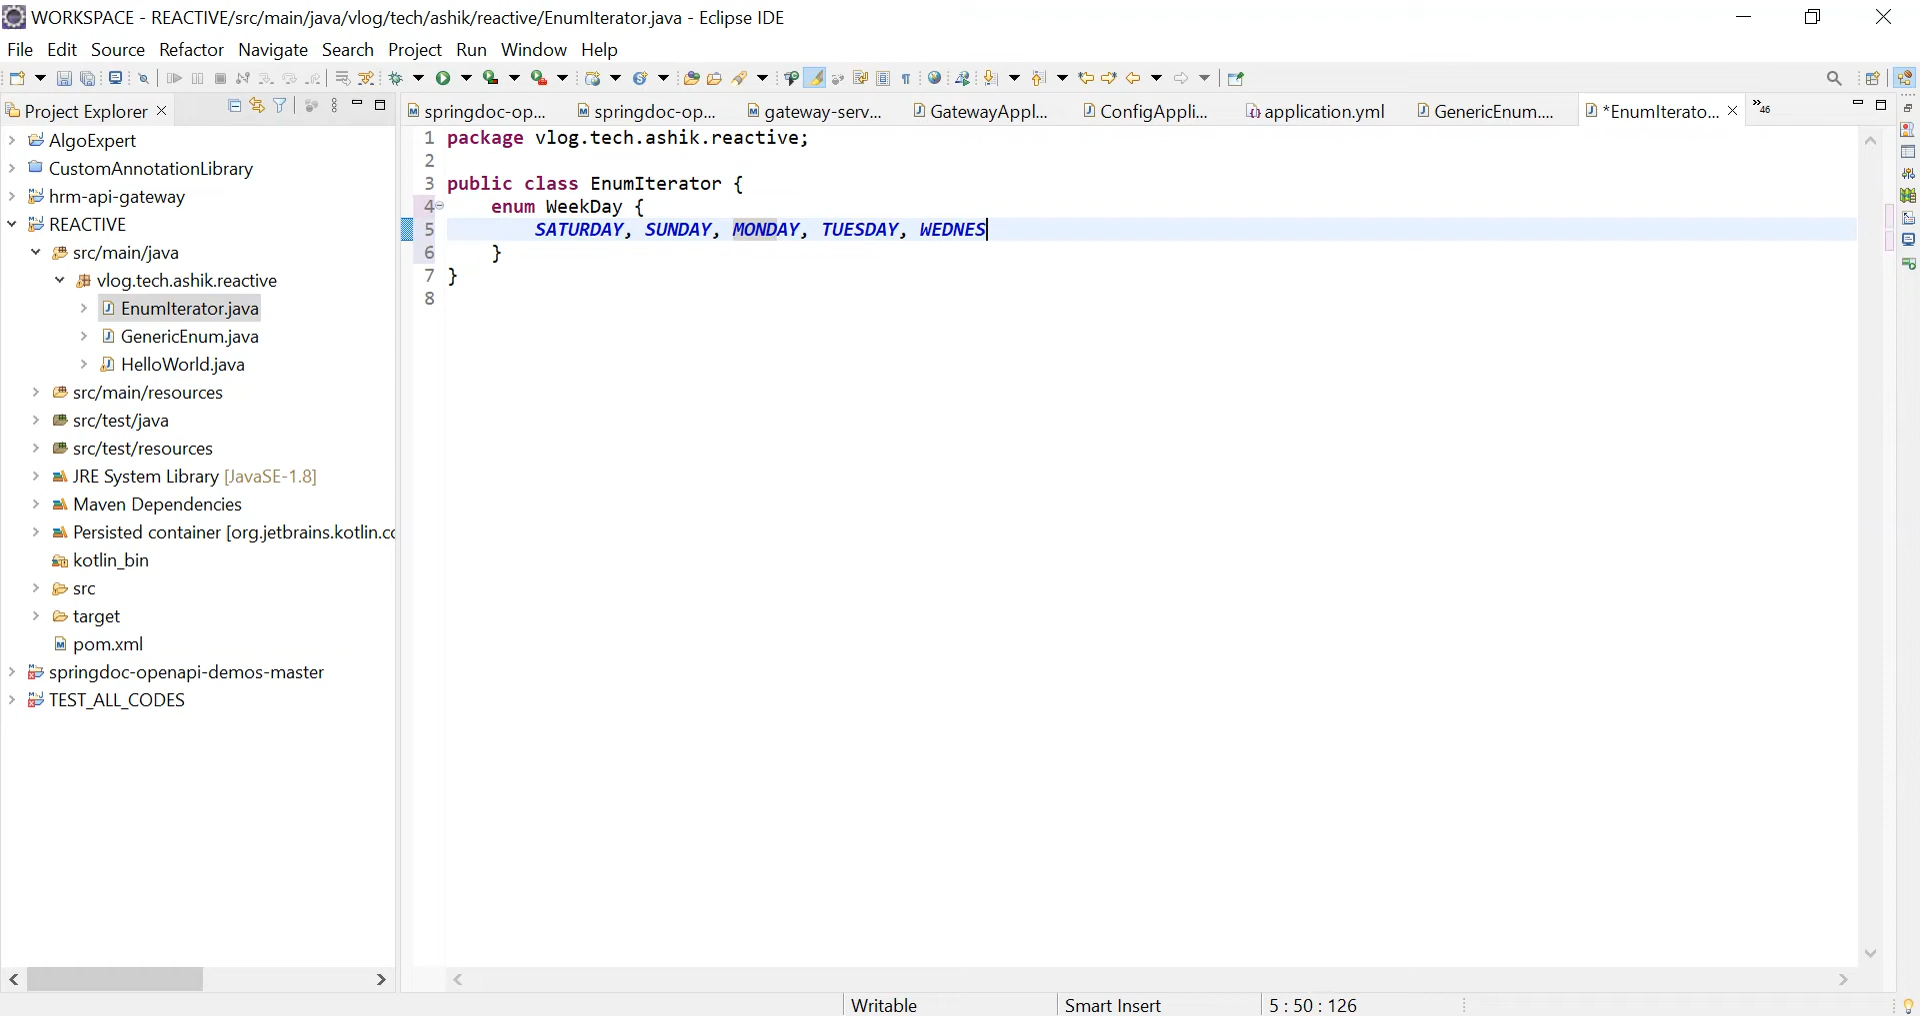 WORKSPACE - REACTIVE/src/main/java/vlog/tech/ashik/reactive/EnumIterator.java - Eclipse IDE
File Edit Source Refactor Navigate Search Project Run Window Help
Project Explorer
springdoc-op... springdoc-op... gateway-serv... GatewayAppl... ConfigAppli... application.yml GenericEnum.... *EnumIterato... »46
AlgoExpert
CustomAnnotationLibrary
hrm-api-gateway
REACTIVE
src/main/java
vlog.tech.ashik.reactive
EnumIterator.java
GenericEnum.java
HelloWorld.java
src/main/resources
src/test/java
src/test/resources
JRE System Library [JavaSE-1.8]
Maven Dependencies
Persisted container [org.jetbrains.kotlin.cc
kotlin_bin
src
target
pom.xml
springdoc-openapi-demos-master
TEST_ALL_CODES
1 package vlog.tech.ashik.reactive;
2
3 public class EnumIterator {
4 enum WeekDay {
5 SATURDAY, SUNDAY, MONDAY, TUESDAY, WEDNES
6 }
7 }
8
Writable Smart Insert 5 : 50 : 126